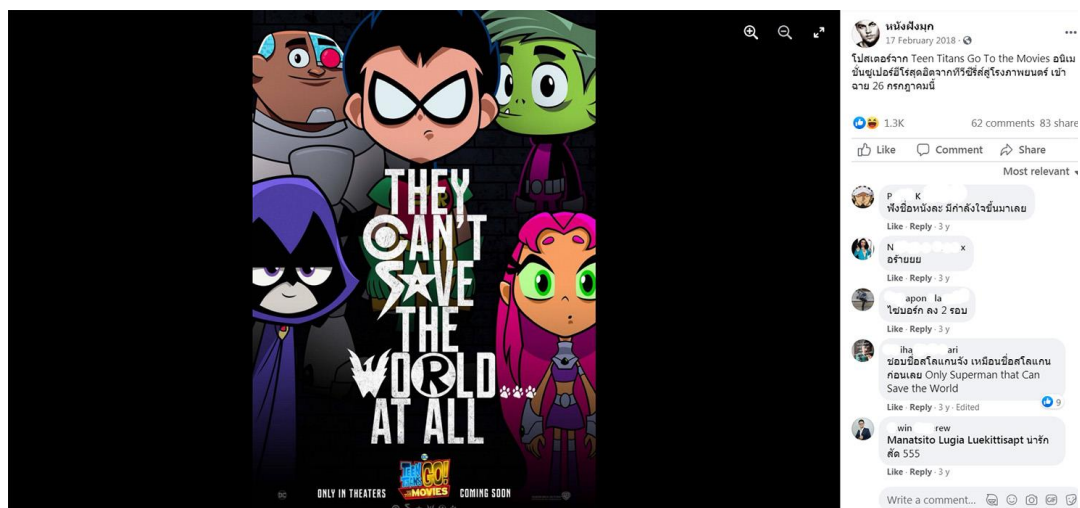 THEY
CAN'T
SAVE
THE
WORLD...
AT ALL
DC
DC
TEEN
TITANS
GO!
TO THE
MOVIES
ONLY IN THEATERS
COMING SOON
หนังฝังมุก
17 February 2018
โปสเตอร์จาก Teen Titans Go To the Movies อนิเม
ชั่นซูเปอร์ฮีโร่สุดฮิตจากทีวีซีรี่ส์สู่โรงภาพยนตร์ เข้า
ฉาย 26 กรกฎาคมนี้
1.3K
62 comments 83 share
Like Comment Share
Most relevant
P K
ฟังชื่อหนังละ มีกำลังใจขึ้นมาเลย
Like · Reply · 3 y
N x
อร๊ายยย
Like · Reply · 3 y
apon la
ไซบอร์ก ลง 2 รอบ
Like · Reply · 3 y
iha ari
ชอบชื่อสโลแกนจัง เหมือนชื่อสโลแกน
ก่อนเลย Only Superman that Can
Save the World
Like · Reply · 3 y · Edited
9
win rew
Manatsito Lugia Luekittisapt น่ารัก
สัด 555
Like · Reply · 3 y
Write a comment...
GIF